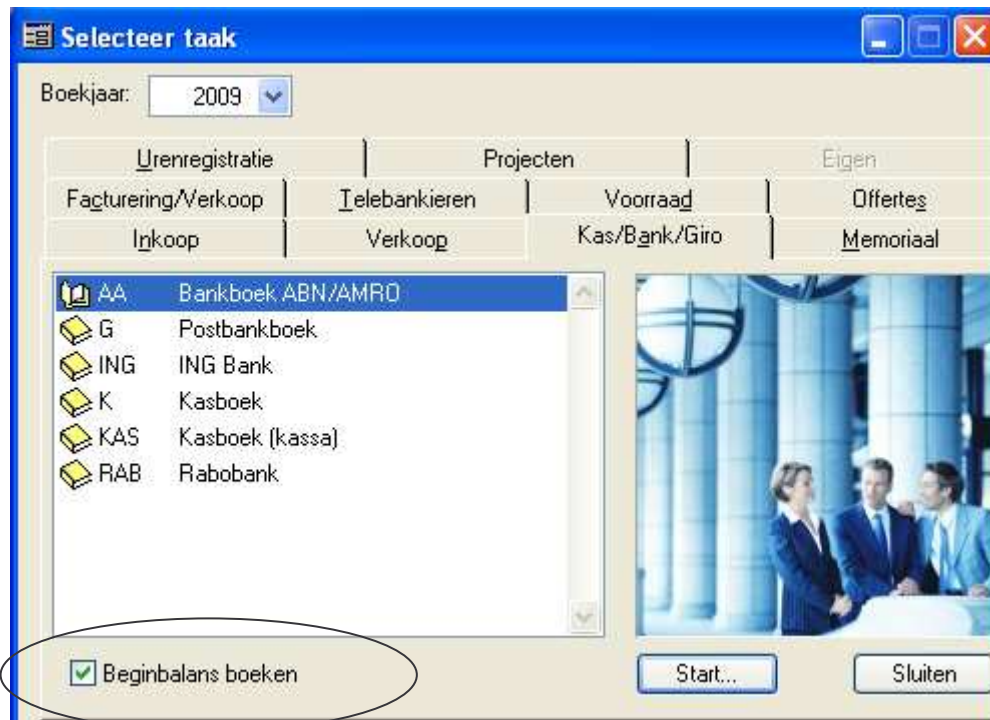 Selecteer taak
Boekjaar: 2009
Urenregistratie Projecten Eigen
Facturering/Verkoop Telebankieren Voorraad Offertes
Inkoop Verkoop Kas/Bank/Giro Memoriaal
AA Bankboek ABN/AMRO
G Postbankboek
ING ING Bank
K Kasboek
KAS Kasboek (kassa)
RAB Rabobank
Beginbalans boeken Start... Sluiten